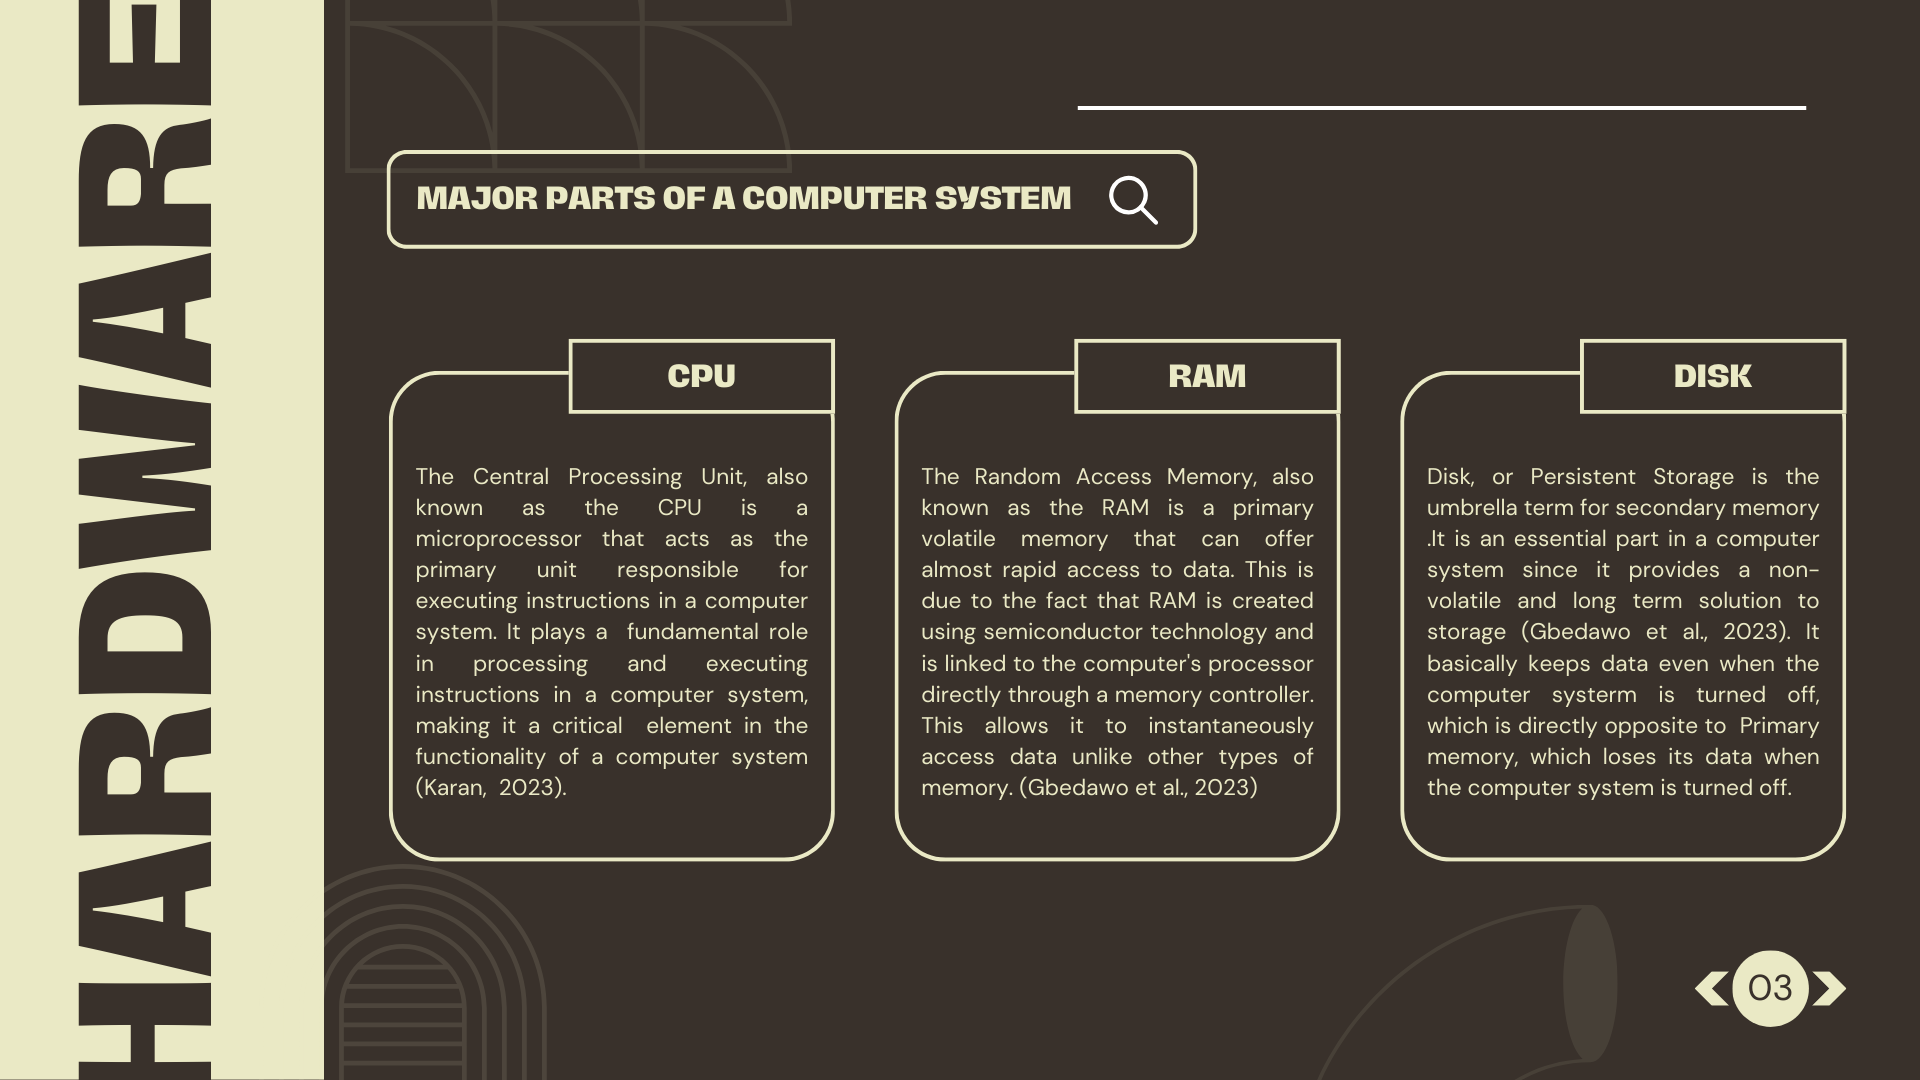 HARDWARE
MAJOR PARTS OF A COMPUTER SYSTEM
CPU
The Central Processing Unit, also
known as the CPU is a
microprocessor that acts as the
primary unit responsible for
executing instructions in a computer
system. It plays a fundamental role
in processing and executing
instructions in a computer system,
making it a critical element in the
functionality of a computer system
(Karan, 2023).
RAM
The Random Access Memory, also
known as the RAM is a primary
volatile memory that can offer
almost rapid access to data. This is
due to the fact that RAM is created
using semiconductor technology and
is linked to the computer's processor
directly through a memory controller.
This allows it to instantaneously
access data unlike other types of
memory. (Gbedawo et al., 2023)
DISK
Disk, or Persistent Storage is the
umbrella term for secondary memory
.It is an essential part in a computer
system since it provides a non-
volatile and long term solution to
storage (Gbedawo et al., 2023). It
basically keeps data even when the
computer systerm is turned off,
which is directly opposite to Primary
memory, which loses its data when
the computer system is turned off.
03